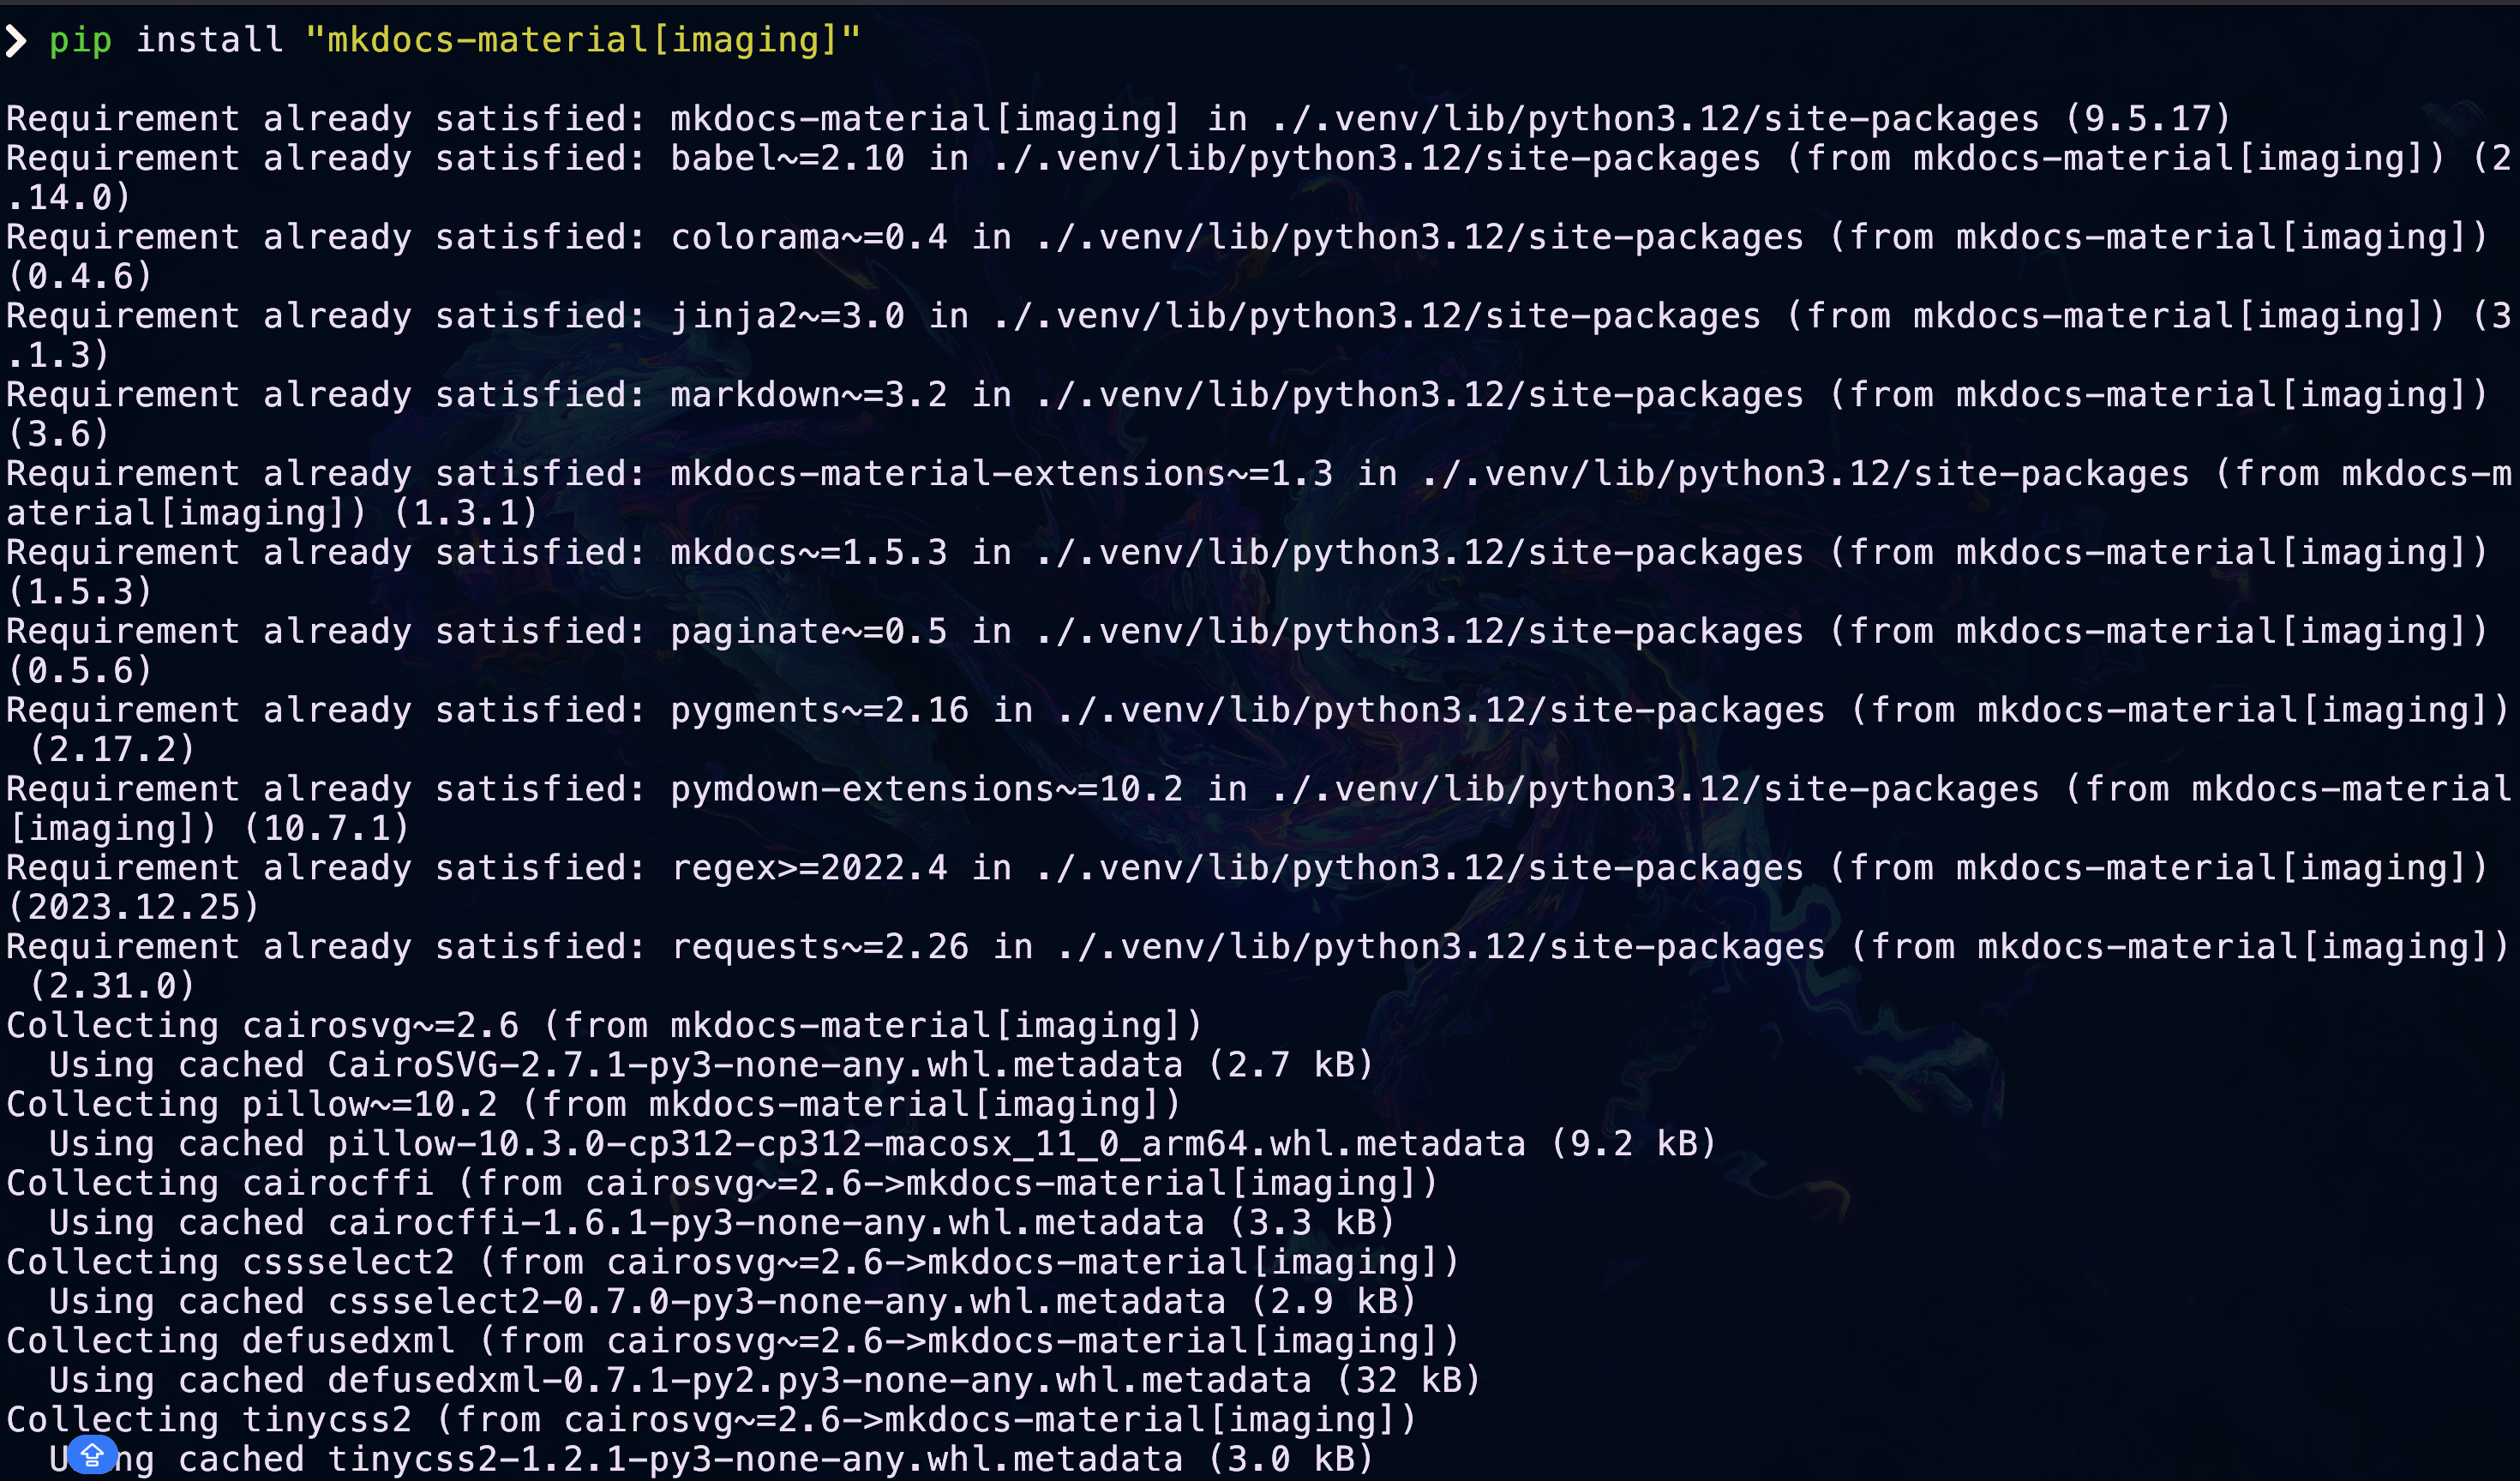 ❯ pip install "mkdocs-material[imaging]"
Requirement already satisfied: mkdocs-material[imaging] in ./.venv/lib/python3.12/site-packages (9.5.17)
Requirement already satisfied: babel~=2.10 in ./.venv/lib/python3.12/site-packages (from mkdocs-material[imaging]) (2
.14.0)
Requirement already satisfied: colorama~=0.4 in ./.venv/lib/python3.12/site-packages (from mkdocs-material[imaging])
(0.4.6)
Requirement already satisfied: jinja2~=3.0 in ./.venv/lib/python3.12/site-packages (from mkdocs-material[imaging]) (3
.1.3)
Requirement already satisfied: markdown~=3.2 in ./.venv/lib/python3.12/site-packages (from mkdocs-material[imaging])
(3.6)
Requirement already satisfied: mkdocs-material-extensions~=1.3 in ./.venv/lib/python3.12/site-packages (from mkdocs-m
aterial[imaging]) (1.3.1)
Requirement already satisfied: mkdocs~=1.5.3 in ./.venv/lib/python3.12/site-packages (from mkdocs-material[imaging])
(1.5.3)
Requirement already satisfied: paginate~=0.5 in ./.venv/lib/python3.12/site-packages (from mkdocs-material[imaging])
(0.5.6)
Requirement already satisfied: pygments~=2.16 in ./.venv/lib/python3.12/site-packages (from mkdocs-material[imaging])
 (2.17.2)
Requirement already satisfied: pymdown-extensions~=10.2 in ./.venv/lib/python3.12/site-packages (from mkdocs-material
[imaging]) (10.7.1)
Requirement already satisfied: regex>=2022.4 in ./.venv/lib/python3.12/site-packages (from mkdocs-material[imaging])
(2023.12.25)
Requirement already satisfied: requests~=2.26 in ./.venv/lib/python3.12/site-packages (from mkdocs-material[imaging])
 (2.31.0)
Collecting cairosvg~=2.6 (from mkdocs-material[imaging])
  Using cached CairoSVG-2.7.1-py3-none-any.whl.metadata (2.7 kB)
Collecting pillow~=10.2 (from mkdocs-material[imaging])
  Using cached pillow-10.3.0-cp312-cp312-macosx_11_0_arm64.whl.metadata (9.2 kB)
Collecting cairocffi (from cairosvg~=2.6->mkdocs-material[imaging])
  Using cached cairocffi-1.6.1-py3-none-any.whl.metadata (3.3 kB)
Collecting cssselect2 (from cairosvg~=2.6->mkdocs-material[imaging])
  Using cached cssselect2-0.7.0-py3-none-any.whl.metadata (2.9 kB)
Collecting defusedxml (from cairosvg~=2.6->mkdocs-material[imaging])
  Using cached defusedxml-0.7.1-py2.py3-none-any.whl.metadata (32 kB)
Collecting tinycss2 (from cairosvg~=2.6->mkdocs-material[imaging])
  Using cached tinycss2-1.2.1-py3-none-any.whl.metadata (3.0 kB)